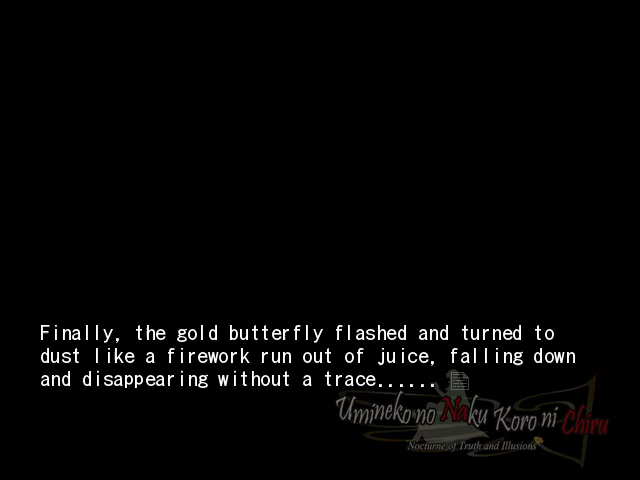 Finally, the gold butterfly flashed and turned to
dust like a firework run out of juice, falling down
and disappearing without a trace......
Umineko no Naku Koro ni Chiru
Nocturne of Truth and Illusions